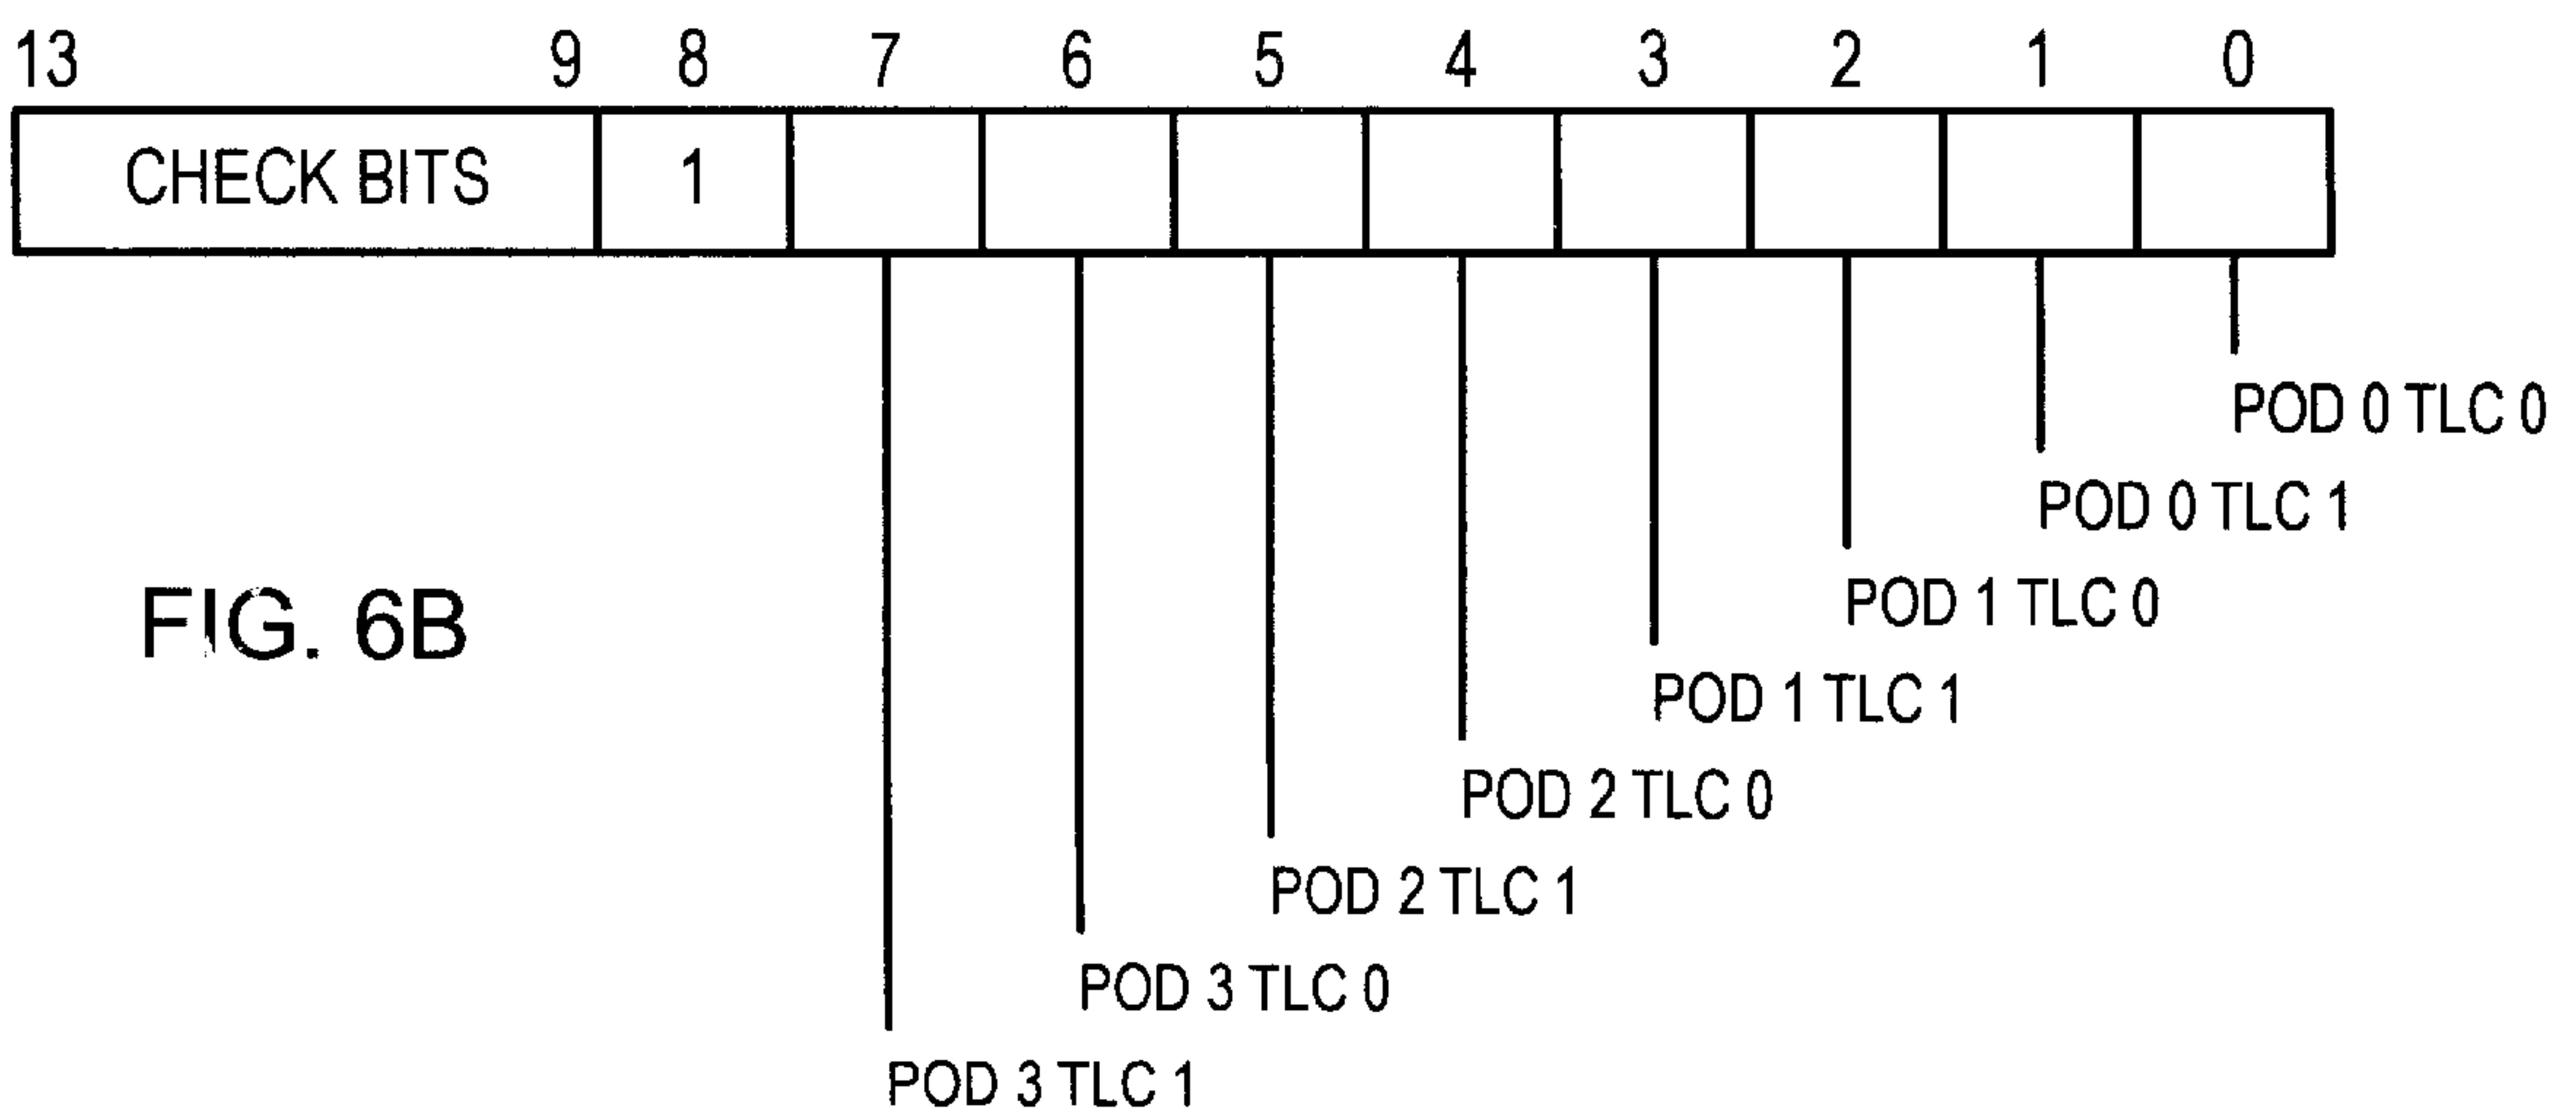 13 9 8 7 6 5 4 3 2 1 0
CHECK BITS 1
POD 0 TLC 0
POD 0 TLC 1
POD 1 TLC 0
FIG. 6B
POD 1 TLC 1
POD 2 TLC 0
POD 2 TLC 1
POD 3 TLC 0
POD 3 TLC 1